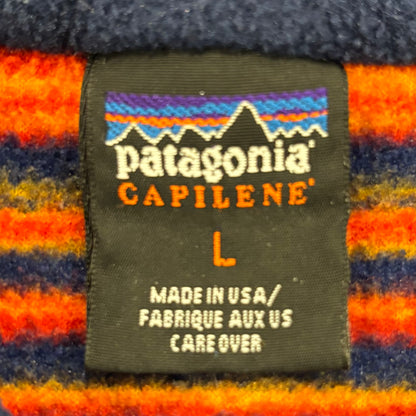 patagonia®
CAPILENE®
L
MADE IN USA/
FABRIQUE AUX US
CARE OVER